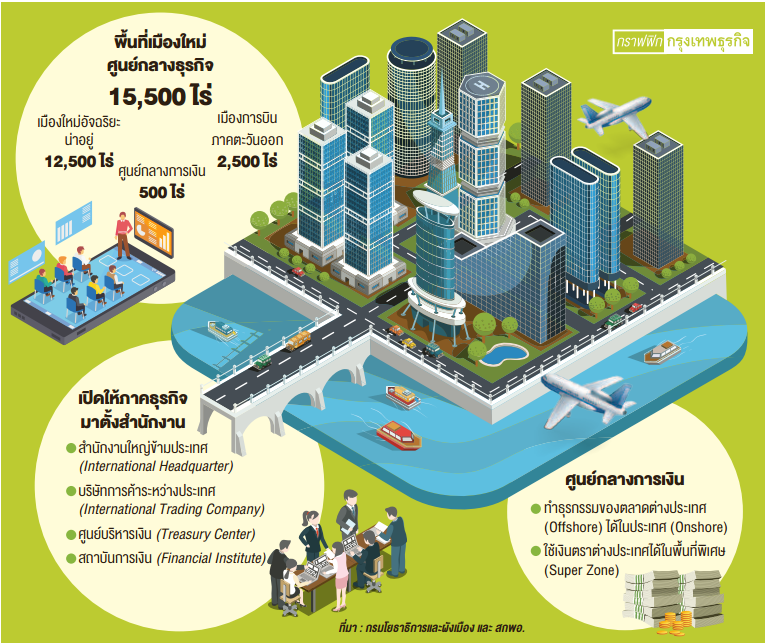 กราฟฟิก กรุงเทพธุรกิจ
พื้นที่เมืองใหม่
ศูนย์กลางธุรกิจ
15,500 ไร่
เมืองใหม่อัจฉริยะ
น่าอยู่
12,500 ไร่
ศูนย์กลางการเงิน
500 ไร่
เมืองการบิน
ภาคตะวันออก
2,500 ไร่
H
เปิดให้ภาคธุรกิจ
มาตั้งสำนักงาน
สำนักงานใหญ่ข้ามประเทศ
(International Headquarter)
บริษัทการค้าระหว่างประเทศ
(International Trading Company)
ศูนย์บริหารเงิน (Treasury Center)
สถาบันการเงิน (Financial Institute)
ศูนย์กลางการเงิน
ทำธุรกรรมของตลาดต่างประเทศ
(Offshore) ได้ในประเทศ (Onshore)
ใช้เงินตราต่างประเทศได้ในพื้นที่พิเศษ
(Super Zone)
ที่มา : กรมโยธาธิการและผังเมือง และ สกพอ.